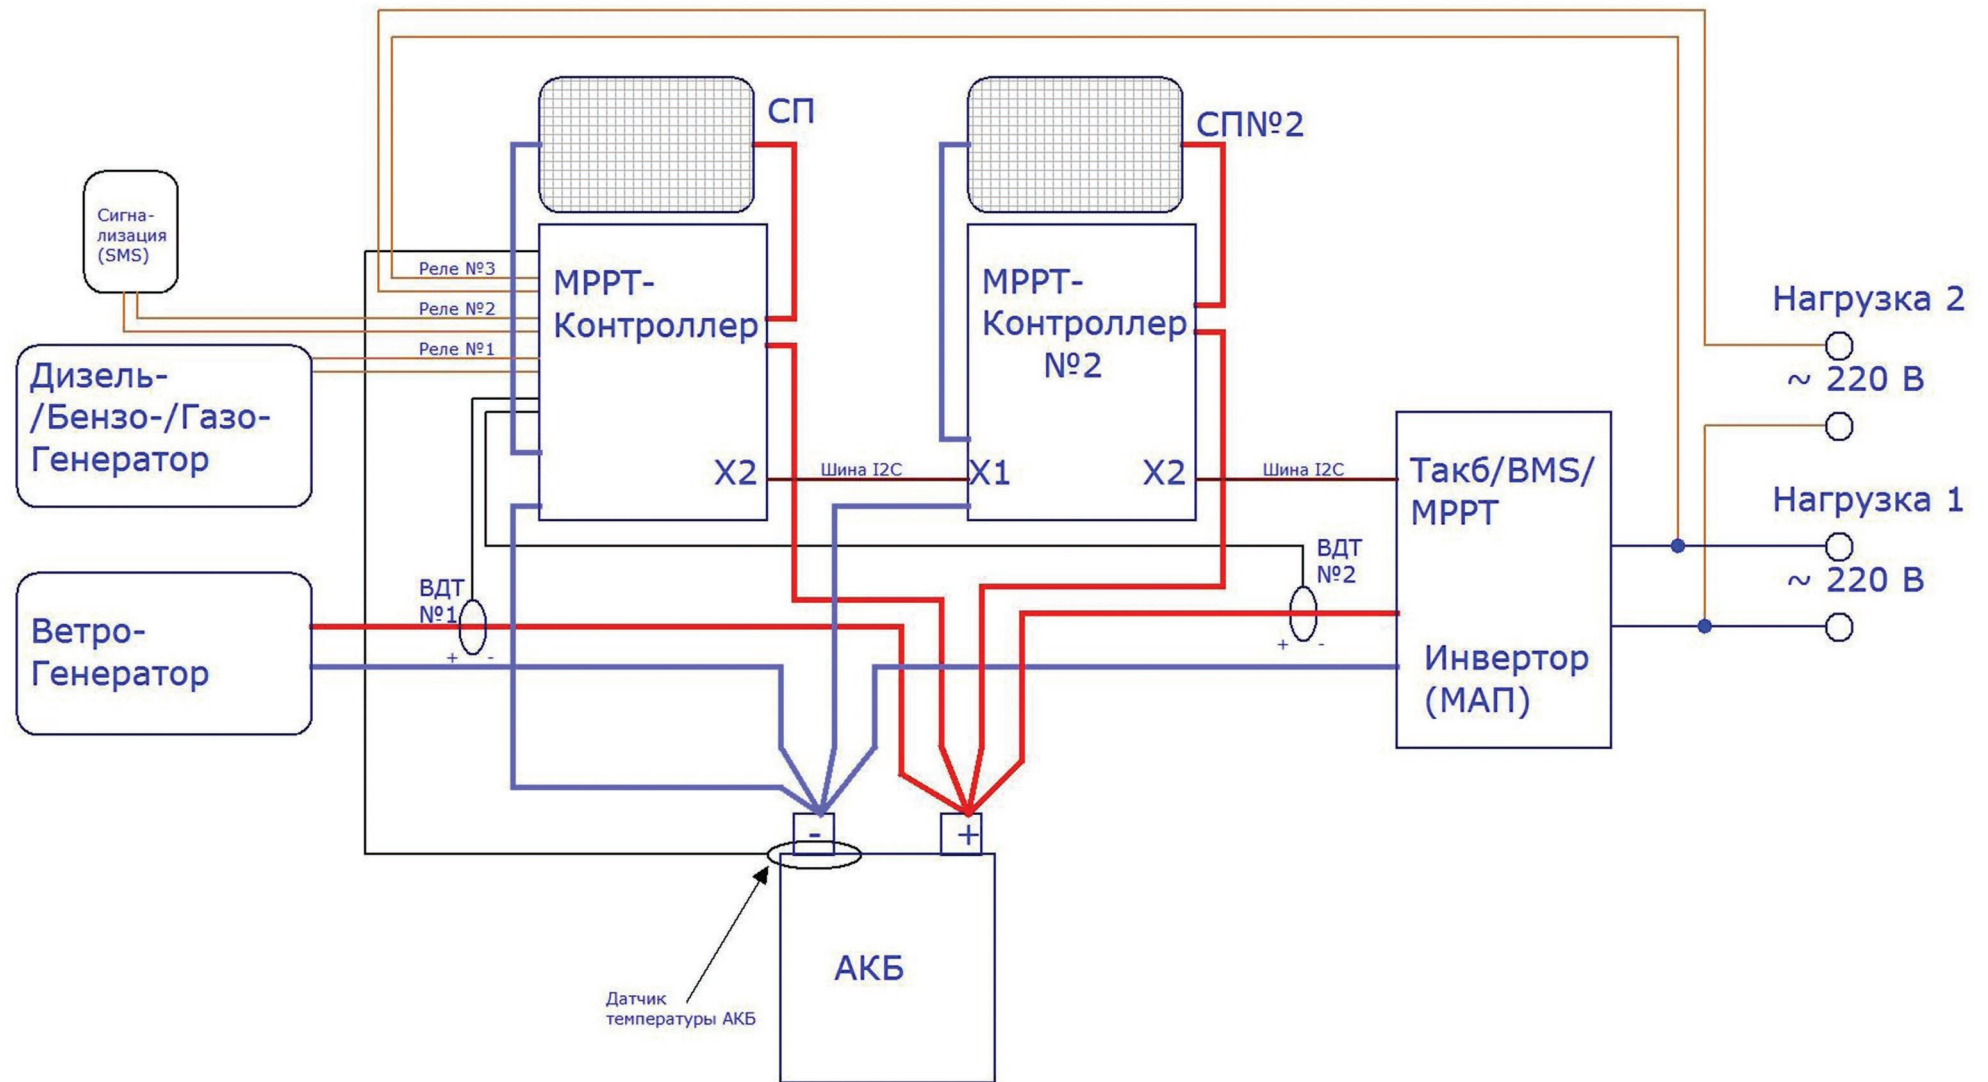 СП
СП№2
Сигна-
лизация
(SMS)
Реле №3
Реле №2
Реле №1
МРРТ-
Контроллер
X2
МРРТ-
Контроллер
№2
X1
X2
Шина I2C
Шина I2C
Дизель-
/Бензо-/Газо-
Генератор
Ветро-
Генератор
ВДТ
№1
+ -
ВДТ
№2
+ -
Такб/BMS/
МРРТ
Инвертор
(МАП)
Нагрузка 2
~ 220 В
Нагрузка 1
~ 220 В
-
+
АКБ
Датчик
температуры АКБ